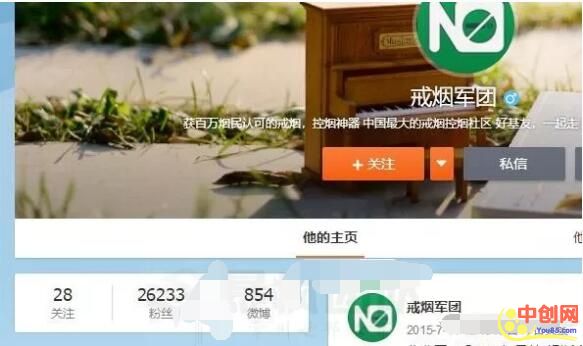 NO
戒烟军团
获百万烟民认可的戒烟，控烟神器 中国最大的戒烟控烟社区 好基友，一起走
+关注
私信
他的主页
他
28
关注
26233
粉丝
854
微博
NO
戒烟军团
2015-7-
中创网
You85.com